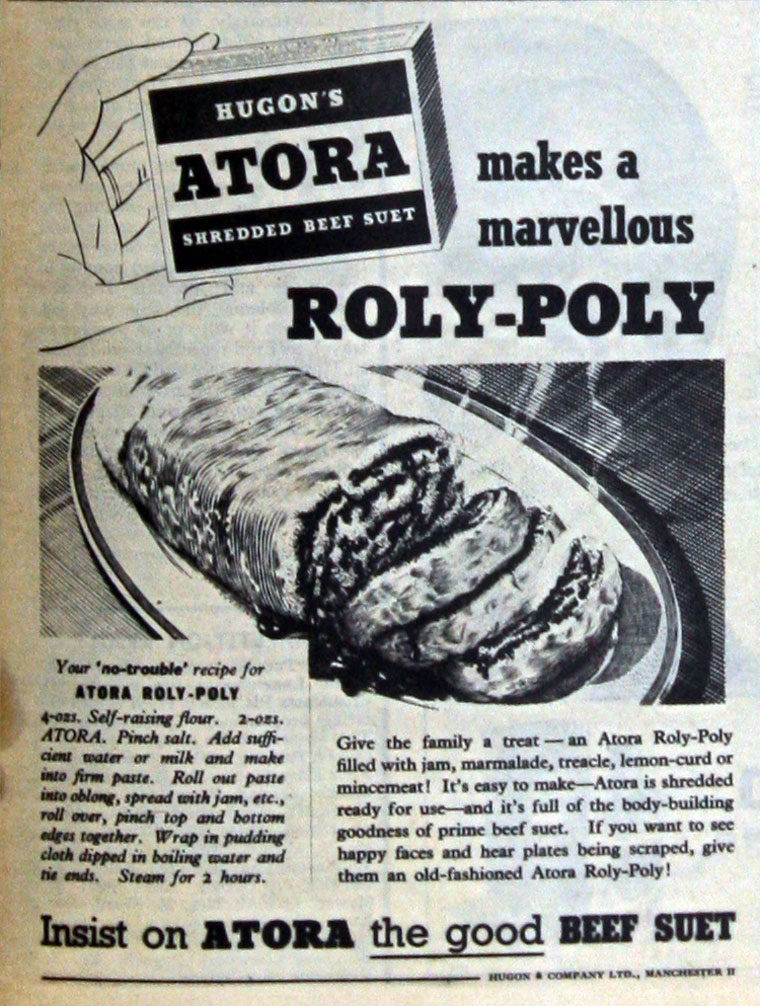 HUGON'S
ATORA
SHREDDED BEEF SUET
makes a
marvellous
ROLY-POLY
Your 'no-trouble' recipe for
ATORA ROLY-POLY
4-ozs. Self-raising flour. 2-ozs.
ATORA. Pinch salt. Add suffi-
cient water or milk and make
into firm paste. Roll out paste
into oblong, spread with jam, etc.,
roll over, pinch top and bottom
edges together. Wrap in pudding
cloth dipped in boiling water and
tie ends. Steam for 2 hours.
Give the family a treat — an Atora Roly-Poly
filled with jam, marmalade, treacle, lemon-curd or
mincemeat! It's easy to make—Atora is shredded
ready for use—and it's full of the body-building
goodness of prime beef suet. If you want to see
happy faces and hear plates being scraped, give
them an old-fashioned Atora Roly-Poly!
Insist on ATORA the good BEEF SUET
HUGON & COMPANY LTD., MANCHESTER 11